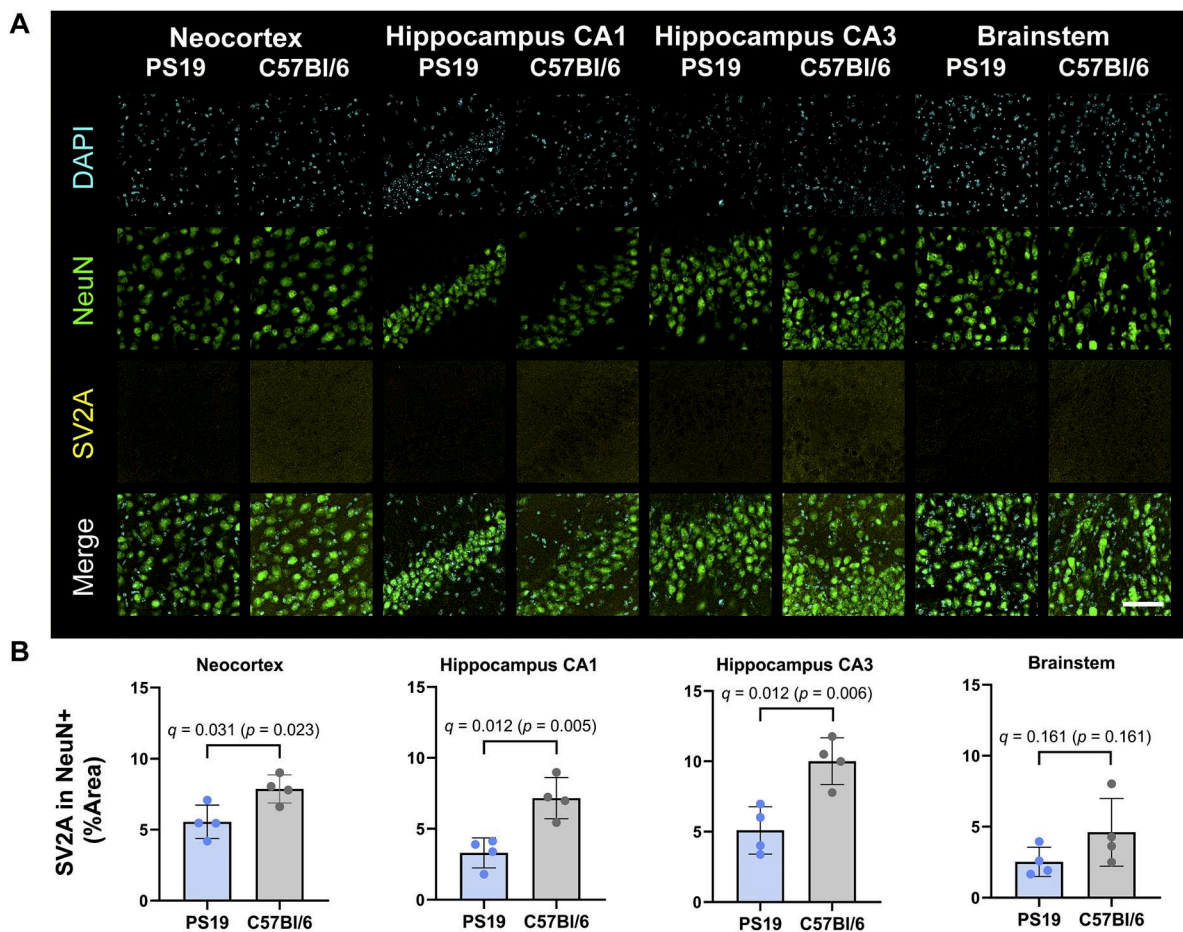 A
Neocortex Hippocampus CA1 Hippocampus CA3 Brainstem
PS19 C57Bl/6 PS19 C57Bl/6 PS19 C57Bl/6 PS19 C57Bl/6
DAPI
NeuN
SV2A
Merge
B
SV2A in NeuN+
(%Area)
Neocortex
15
10
5
0
q = 0.031 (p = 0.023)
PS19 C57Bl/6
Hippocampus CA1
15
10
5
0
q = 0.012 (p = 0.005)
PS19 C57Bl/6
Hippocampus CA3
15
10
5
0
q = 0.012 (p = 0.006)
PS19 C57Bl/6
Brainstem
15
10
5
0
q = 0.161 (p = 0.161)
PS19 C57Bl/6